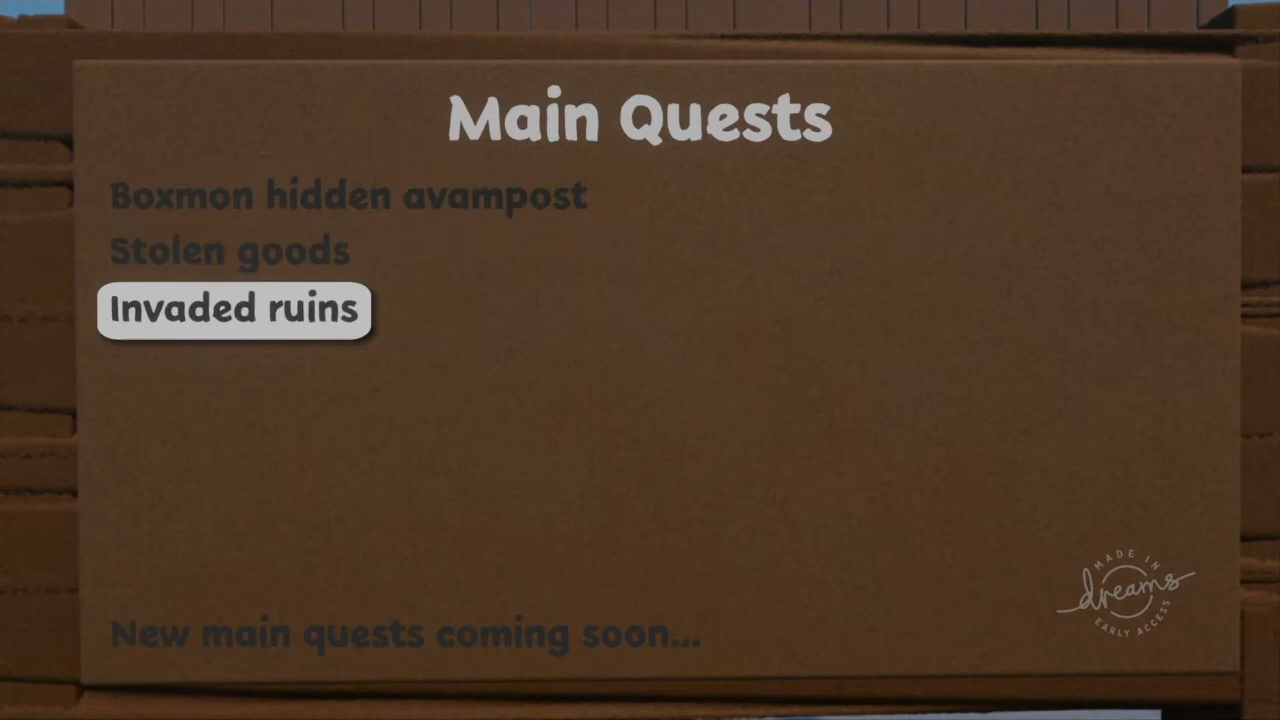 Main Quests
Boxmon hidden avampost
Stolen goods
Invaded ruins
New main quests coming soon...
MADE IN
dreams
EARLY ACCESS